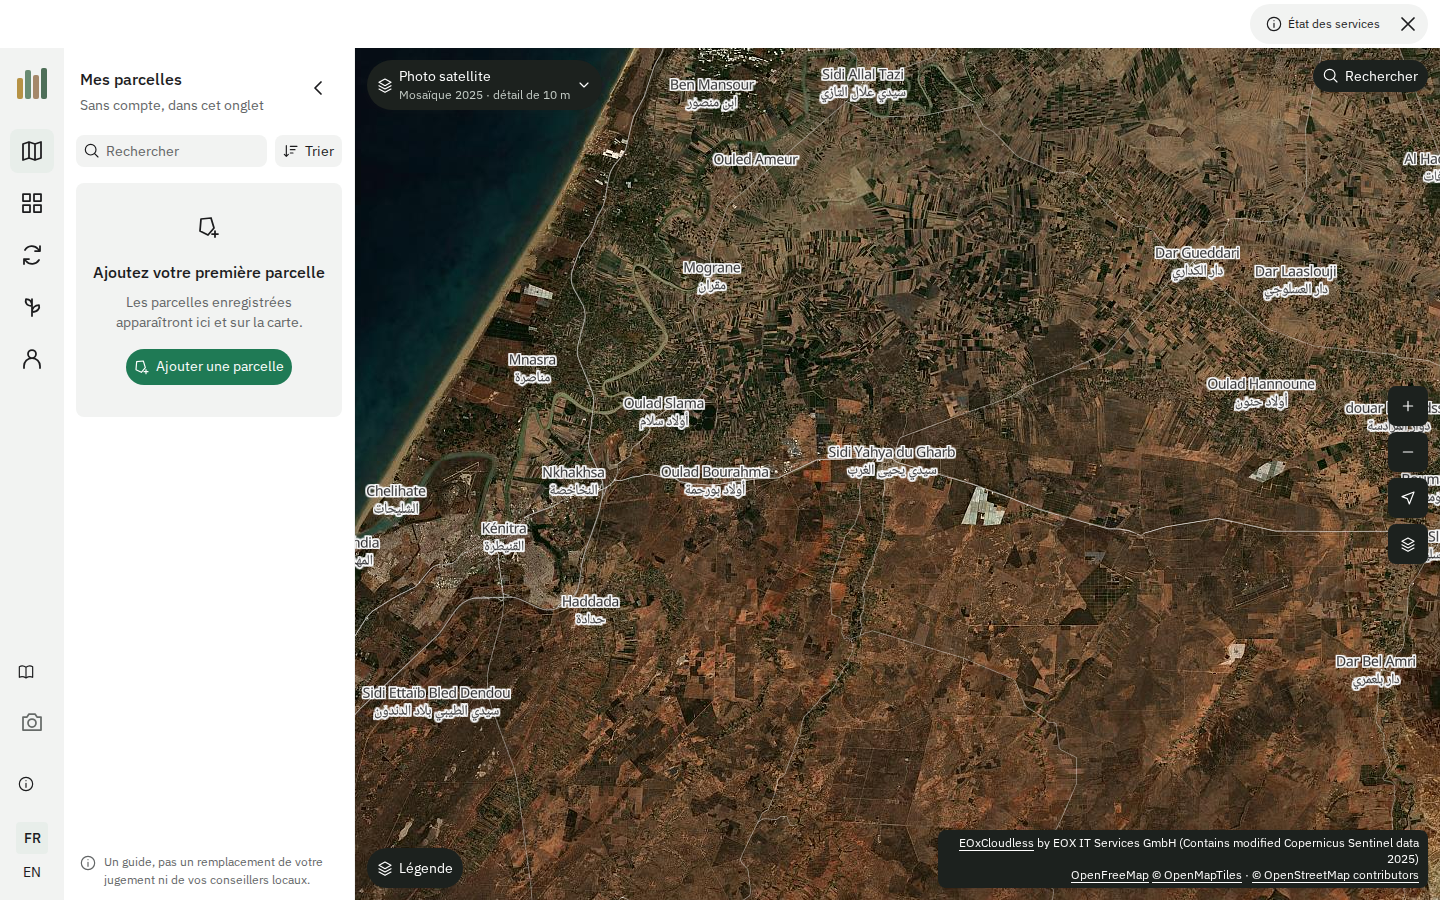 État des services
Mes parcelles
Sans compte, dans cet onglet
Rechercher
Trier
Ajoutez votre première parcelle
Les parcelles enregistrées
apparaîtront ici et sur la carte.
Ajouter une parcelle
FR
EN
Un guide, pas un remplacement de votre
jugement ni de vos conseillers locaux.
Photo satellite
Mosaïque 2025 · détail de 10 m
Rechercher
Ben Mansour
ابن منصور
Sidi Allal Tazi
سيدي علال التازي
Ouled Ameur
Mograne
مقران
Dar Gueddari
دار الكداري
Dar Laaslouji
دار العسلوجي
Mnasra
مناصرة
Oulad Slama
أولاد سلام
Oulad Hannoune
أولاد حنون
douar
Sidi Yahya du Gharb
سيدي يحيى الغرب
Nkhakhsa
النخاخصة
Oulad Bourahma
أولاد بورحمة
Chelihate
الشليحات
Kénitra
القنيطرة
Haddada
حدادة
Dar Bel Amri
دار بلعمري
Sidi Ettaïb Bled Dendou
سيدي الطيبي بلاد الدندون
Légende
EOxCloudless by EOX IT Services GmbH (Contains modified Copernicus Sentinel data
2025)
OpenFreeMap © OpenMapTiles · © OpenStreetMap contributors